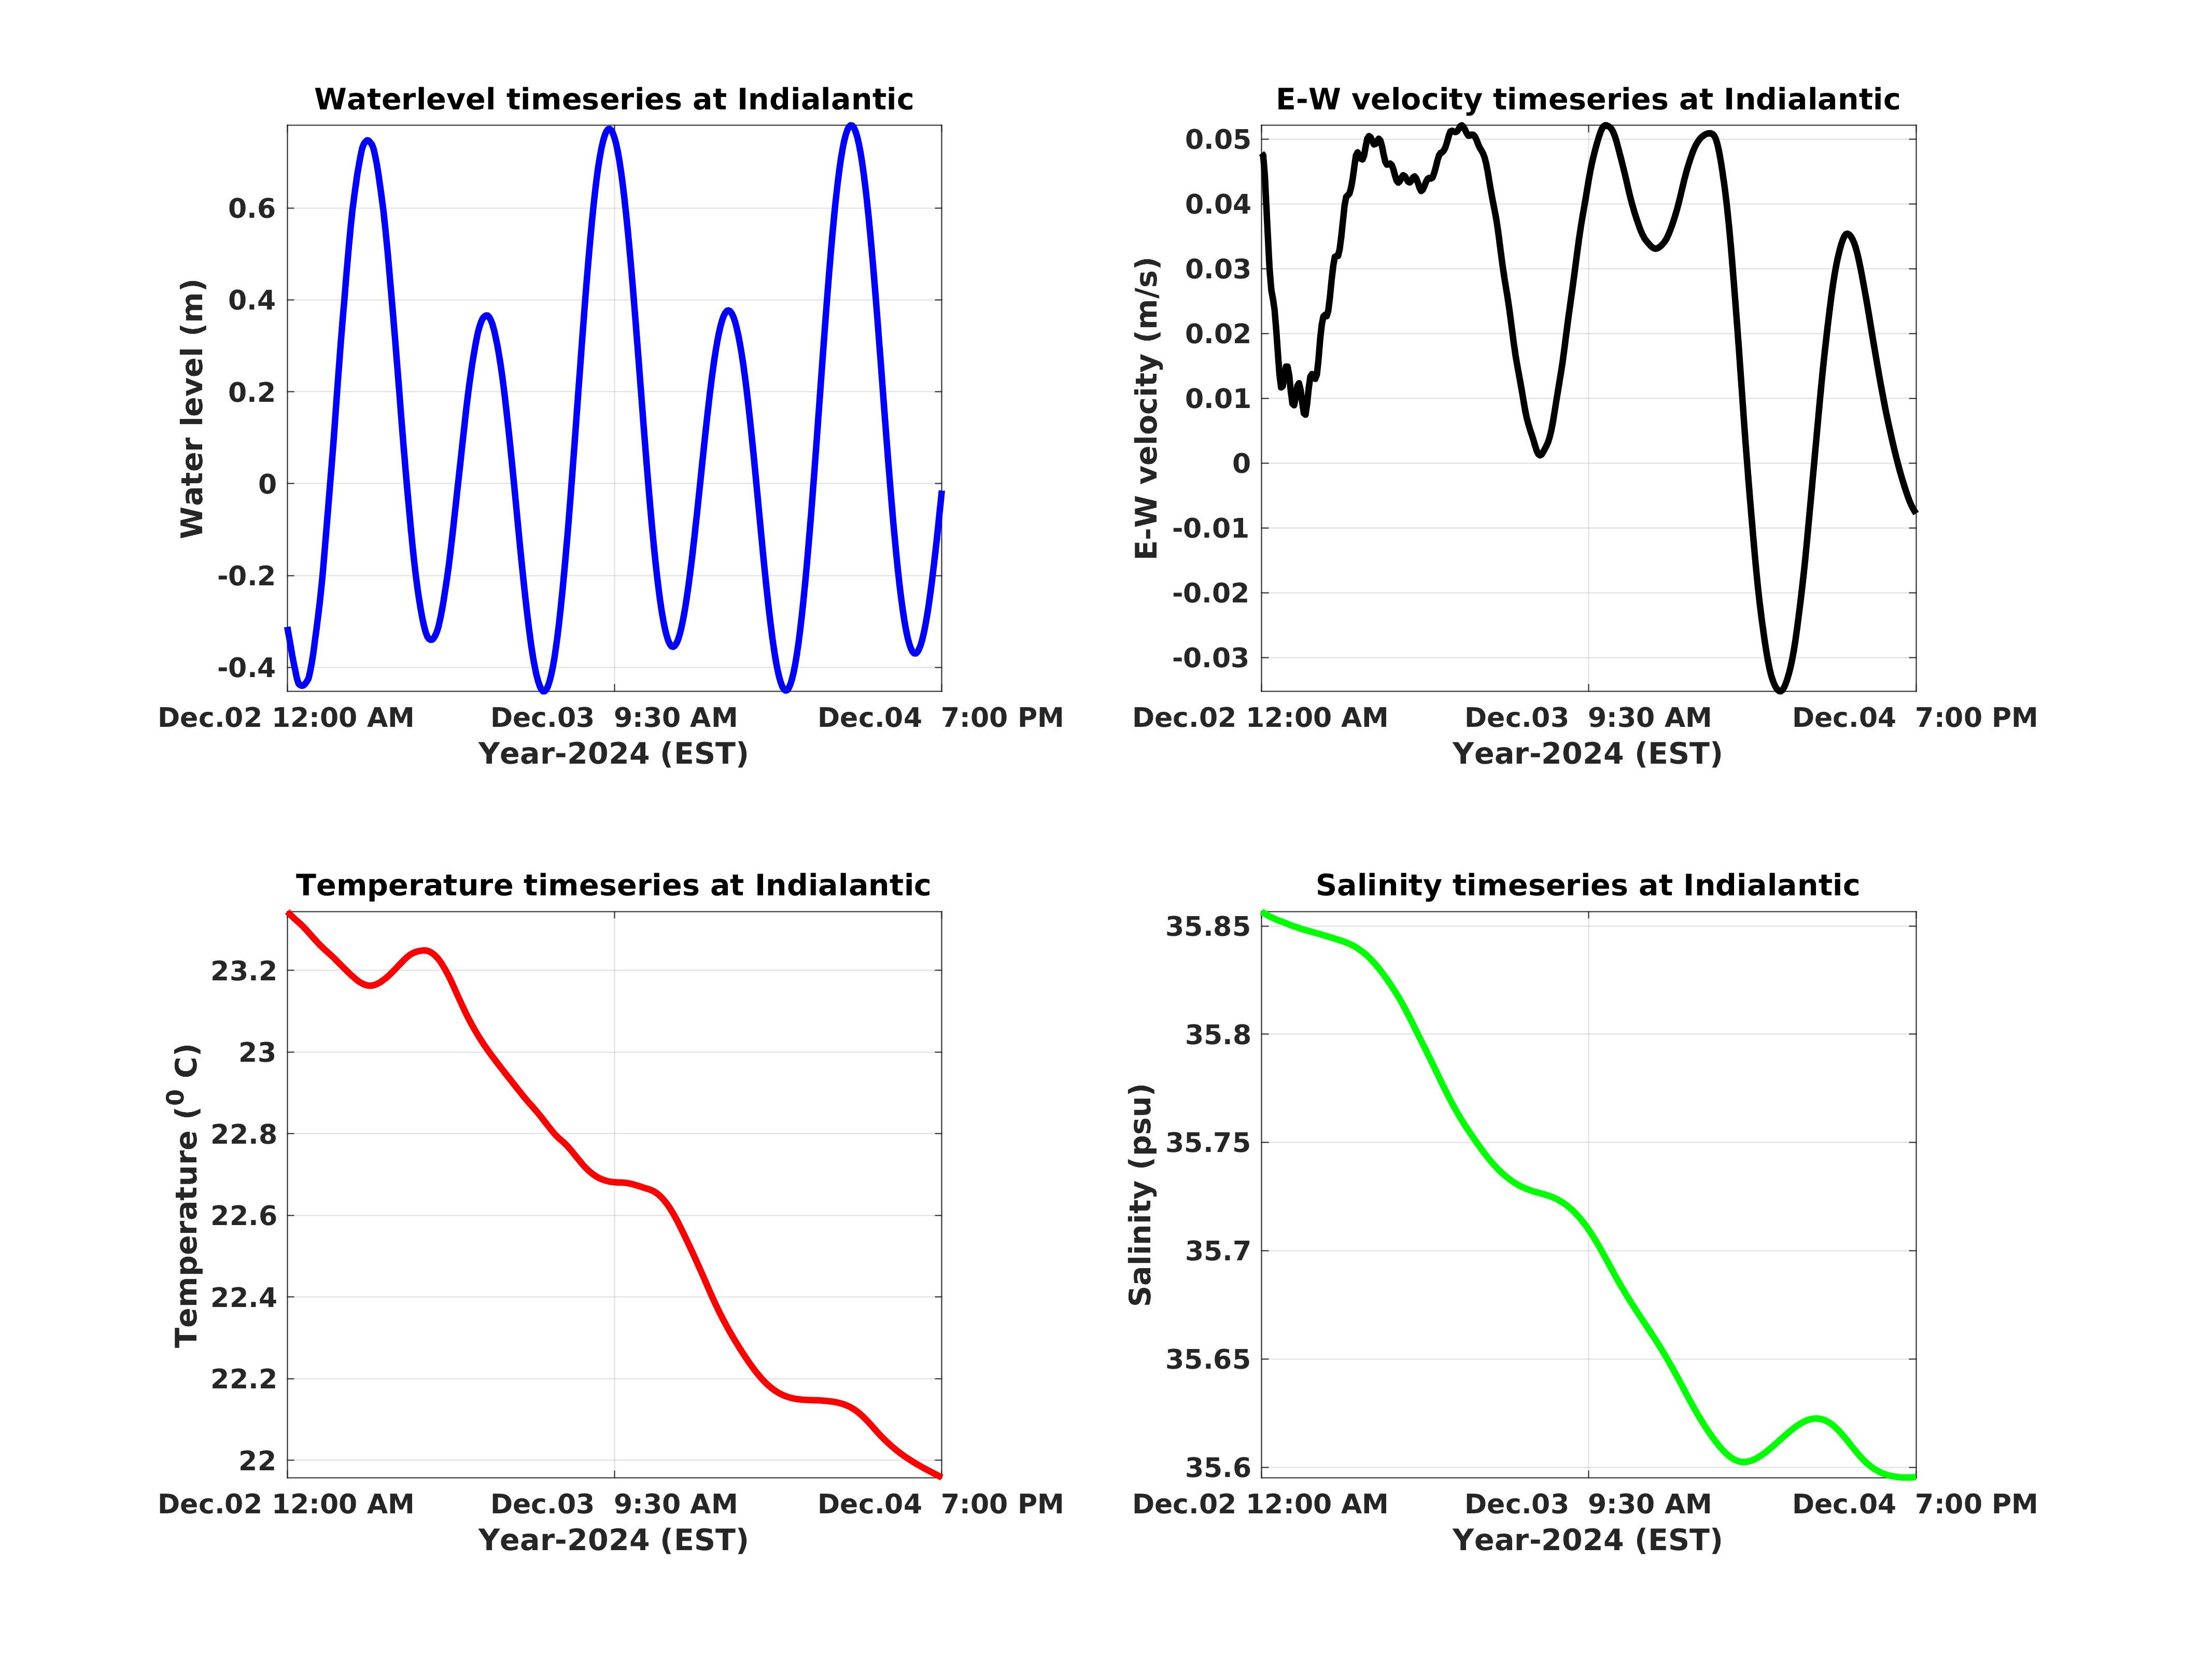 Waterlevel timeseries at Indialantic
Water level (m)
0.6
0.4
0.2
0
-0.2
-0.4
Dec.02 12:00 AM
Dec.03  9:30 AM
Dec.04  7:00 PM
Year-2024 (EST)
E-W velocity timeseries at Indialantic
E-W velocity (m/s)
0.05
0.04
0.03
0.02
0.01
0
-0.01
-0.02
-0.03
Dec.02 12:00 AM
Dec.03  9:30 AM
Dec.04  7:00 PM
Year-2024 (EST)
Temperature timeseries at Indialantic
Temperature (⁰ C)
23.2
23
22.8
22.6
22.4
22.2
22
Dec.02 12:00 AM
Dec.03  9:30 AM
Dec.04  7:00 PM
Year-2024 (EST)
Salinity timeseries at Indialantic
Salinity (psu)
35.85
35.8
35.75
35.7
35.65
35.6
Dec.02 12:00 AM
Dec.03  9:30 AM
Dec.04  7:00 PM
Year-2024 (EST)